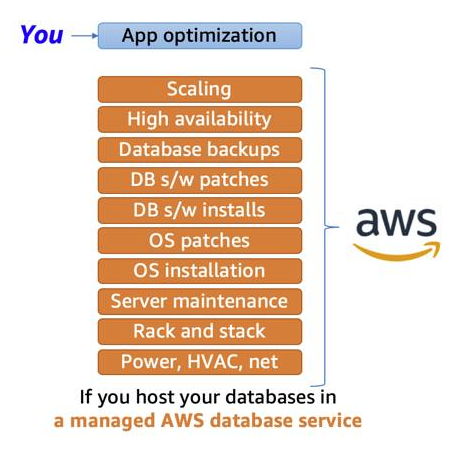 You
App optimization
Scaling
High availability
Database backups
DB s/w patches
DB s/w installs
OS patches
OS installation
Server maintenance
Rack and stack
Power, HVAC, net
aws
If you host your databases in
a managed AWS database service